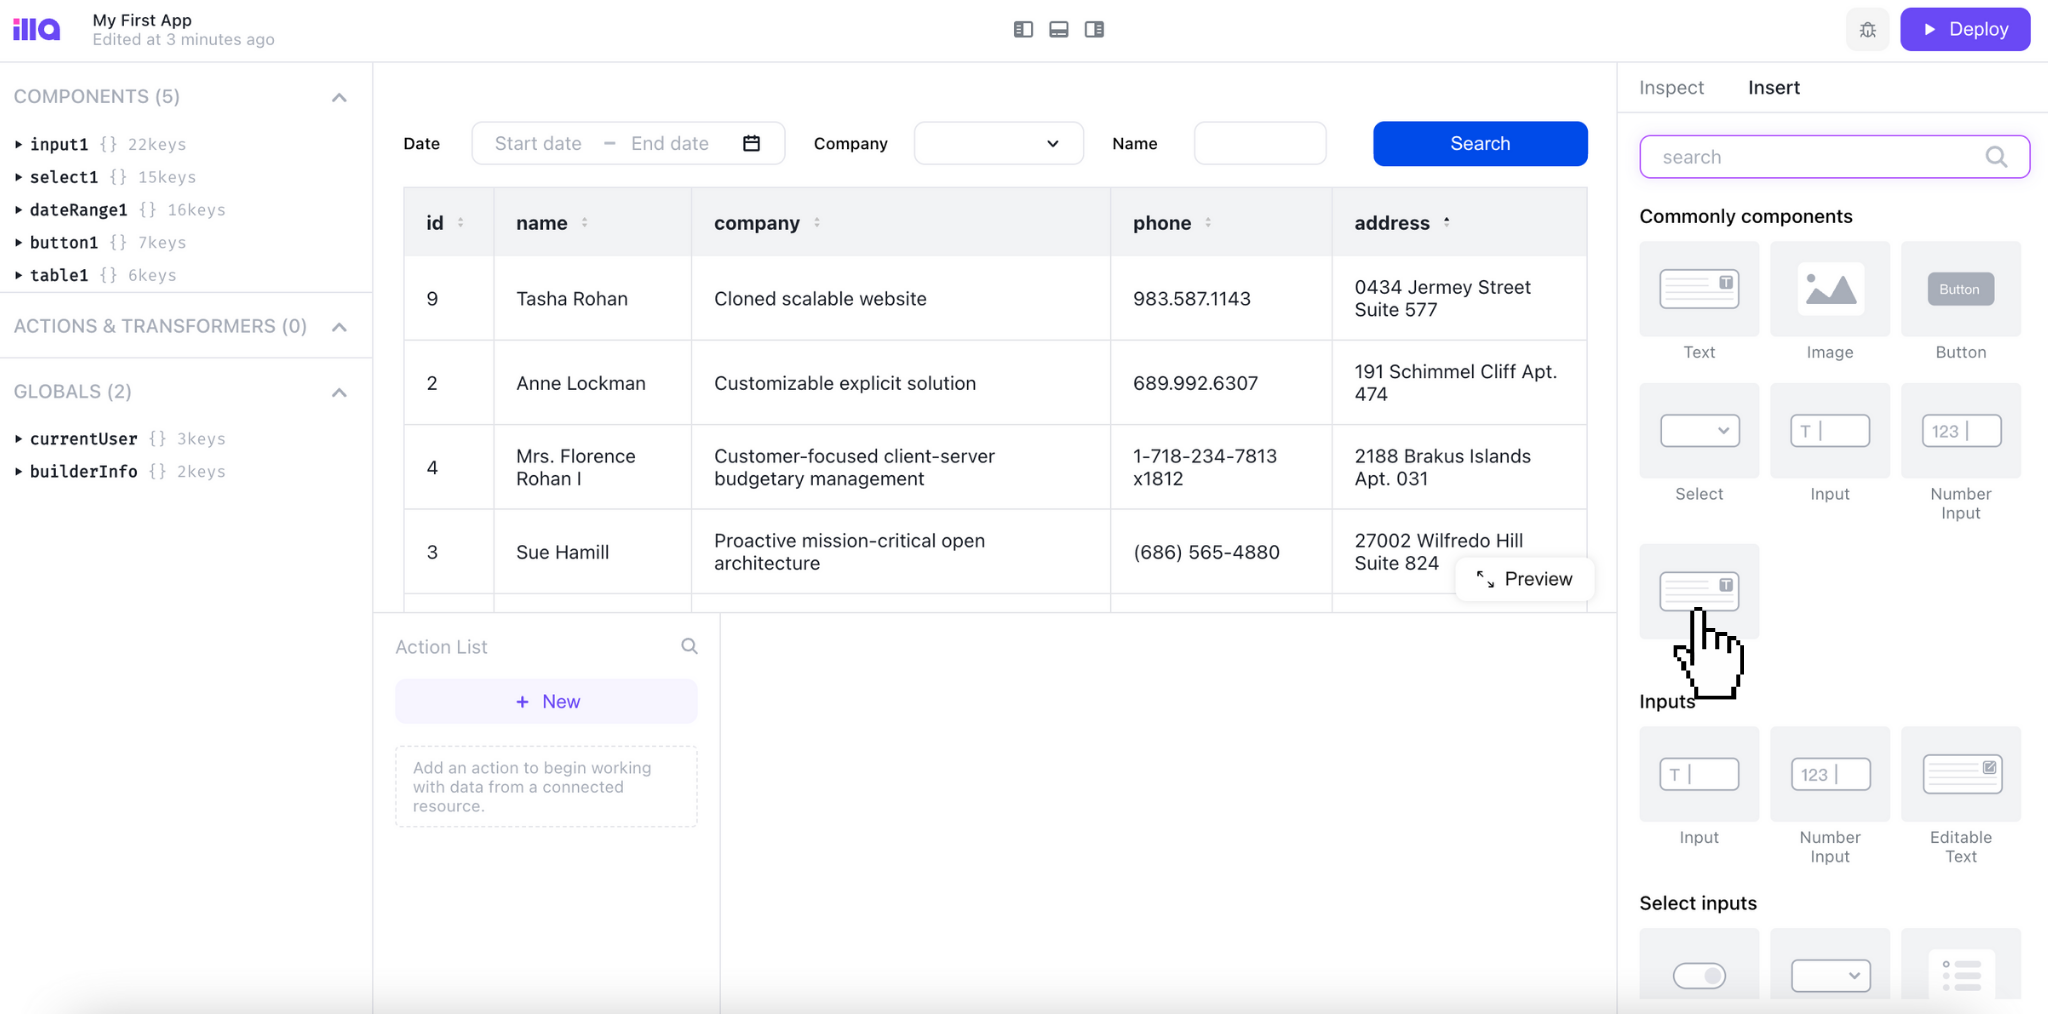 illa
My First App
Edited at 3 minutes ago
Deploy
COMPONENTS (5)
input1 {} 22keys
select1 {} 15keys
dateRange1 {} 16keys
button1 {} 7keys
table1 {} 6keys
ACTIONS & TRANSFORMERS (0)
GLOBALS (2)
currentUser {} 3keys
builderInfo {} 2keys
Date Start date – End date Company Name Search
id name company phone address
9 Tasha Rohan Cloned scalable website 983.587.1143 0434 Jermey Street
Suite 577
2 Anne Lockman Customizable explicit solution 689.992.6307 191 Schimmel Cliff Apt.
474
4 Mrs. Florence Customer-focused client-server 1-718-234-7813 2188 Brakus Islands
Rohan I budgetary management x1812 Apt. 031
3 Sue Hamill Proactive mission-critical open (686) 565-4880 27002 Wilfredo Hill
architecture Suite 824
Preview
Action List
+ New
Add an action to begin working
with data from a connected
resource.
Inspect Insert
search
Commonly components
T Button
Text Image Button
T 123
Select Input Number
Input
T
Inputs
T 123
Input Number Editable
Input Text
Select inputs